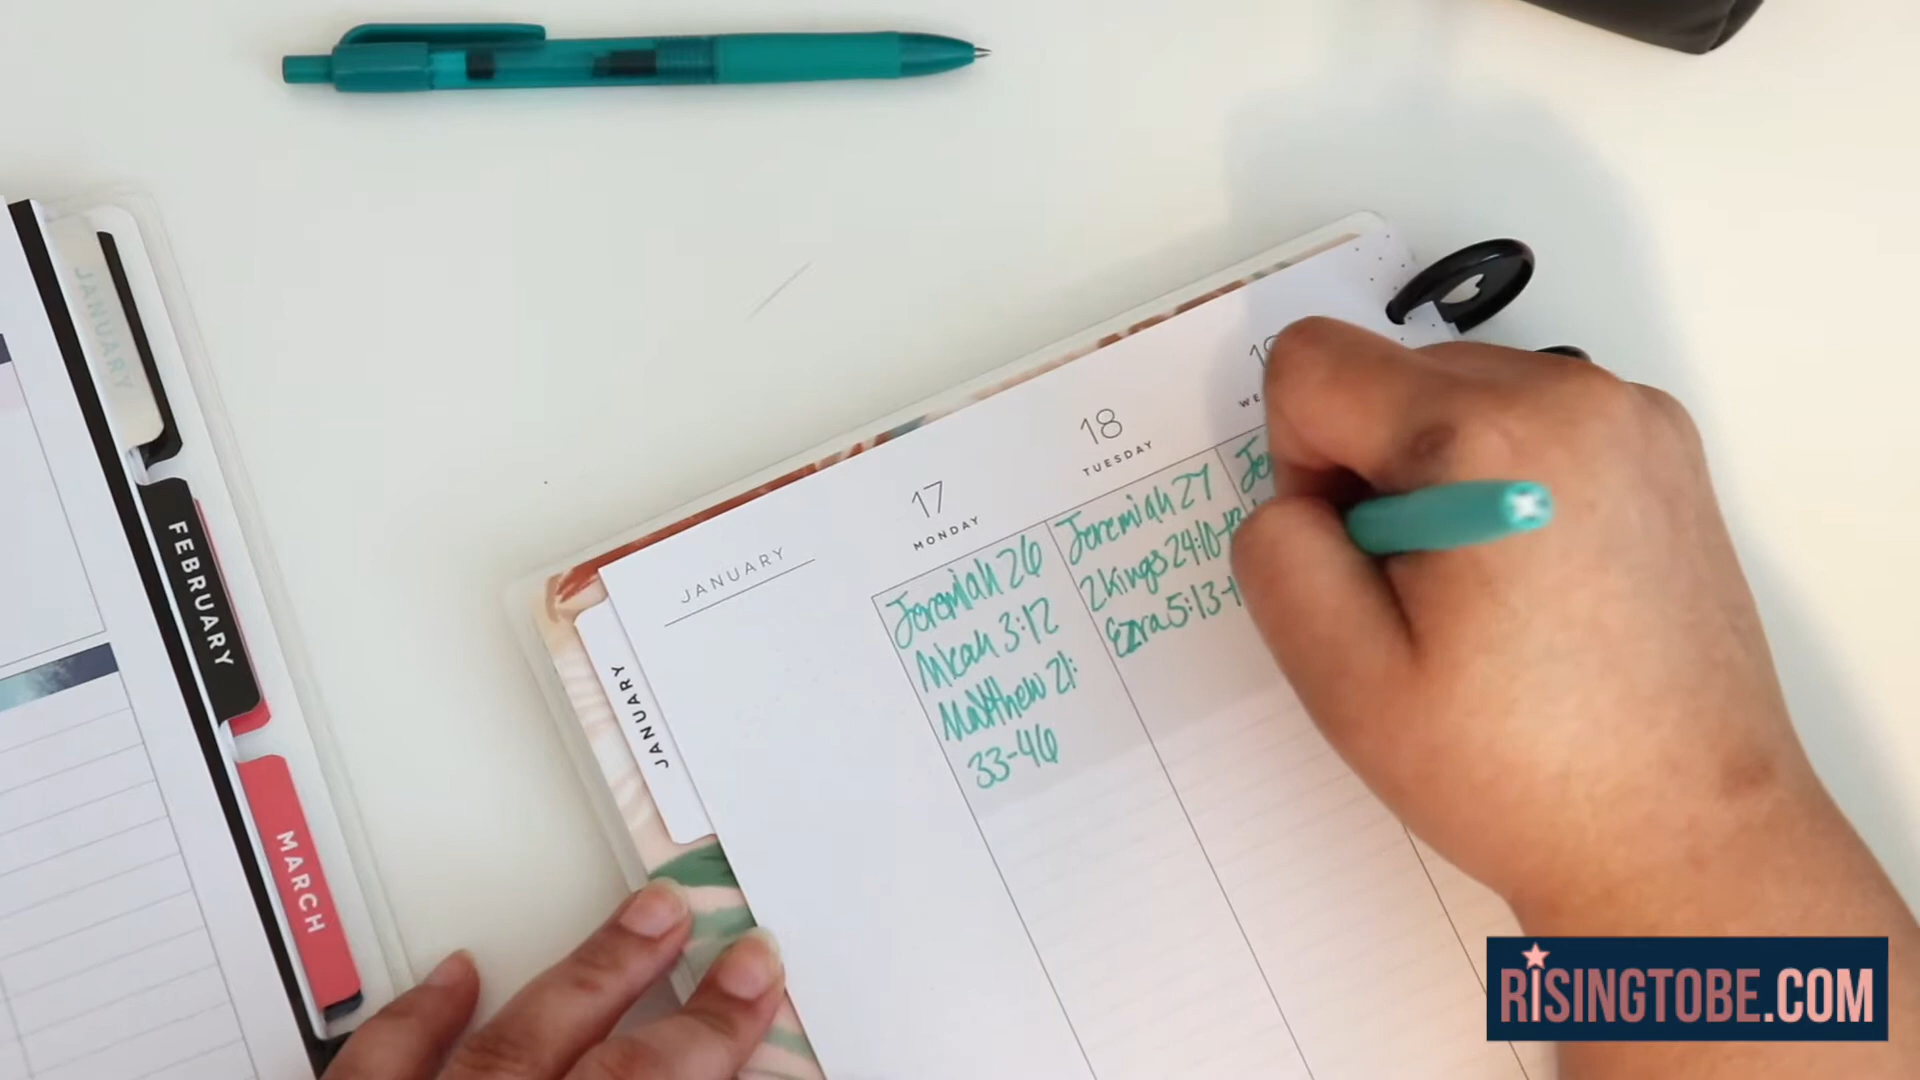 JANUARY
FEBRUARY
MARCH
JANUARY
JANUARY
17
MONDAY
Jeremiah 26
Micah 3:12
Matthew 21:
33-46
18
TUESDAY
Jeremiah 27
2 Kings 24:10-
Ezra 5:13-
RISINGTOBE.COM